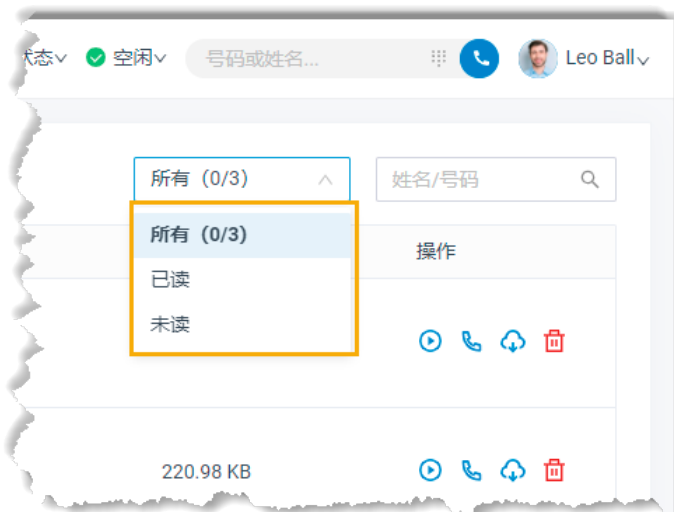 状态 空闲 号码或姓名... Leo Ball
所有（0/3） 姓名/号码
所有（0/3） 操作
已读
未读
220.98 KB